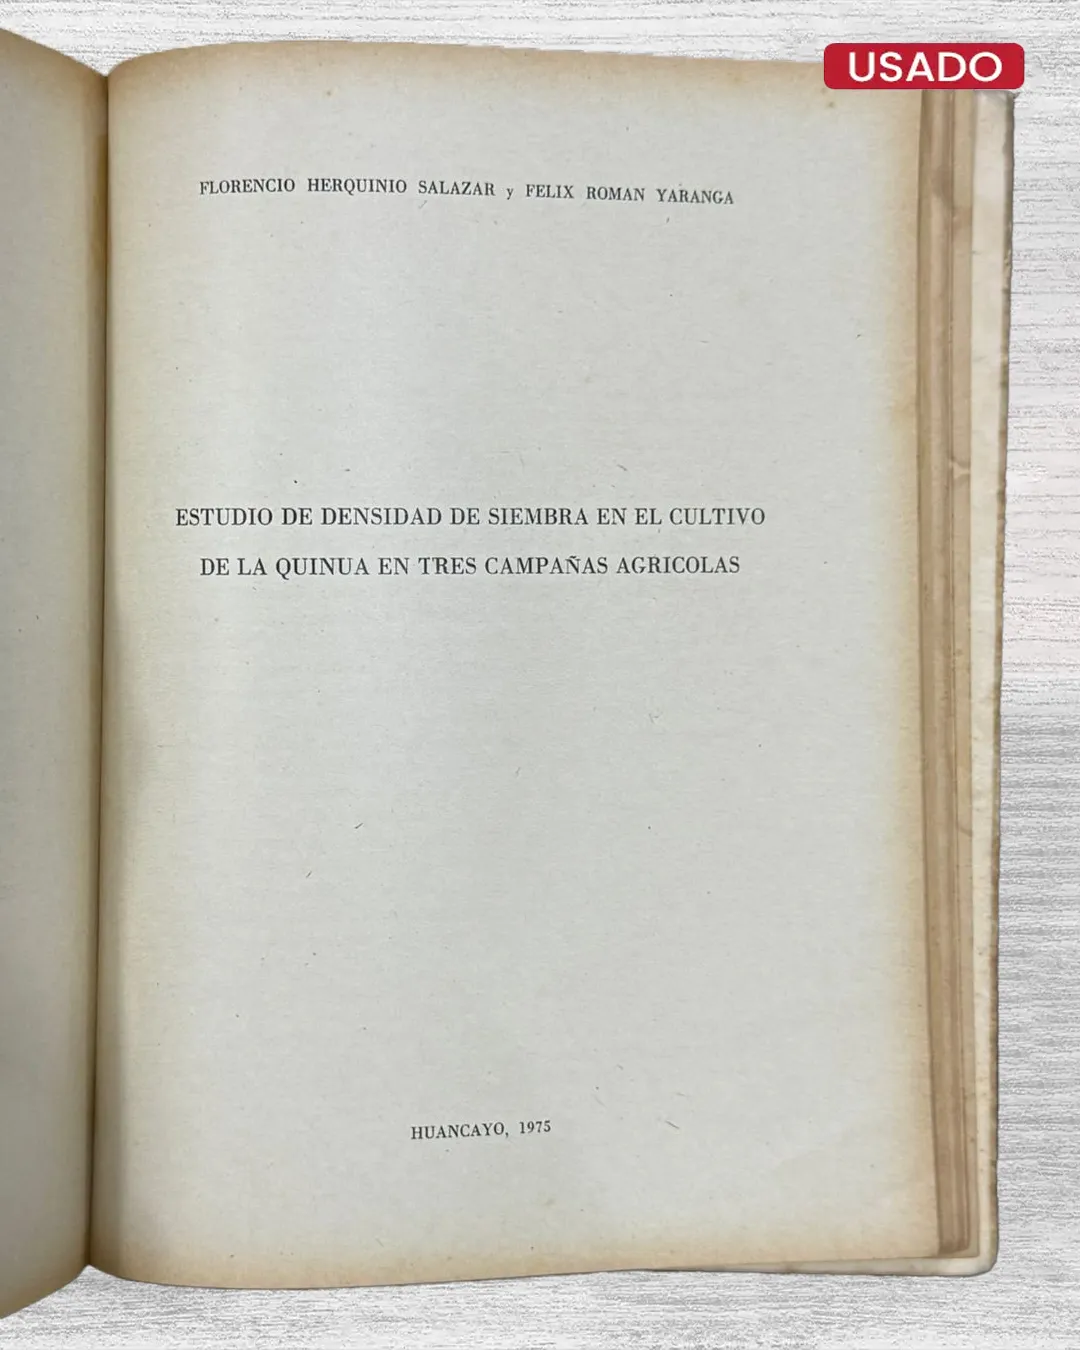 USADO
FLORENCIO HERQUINIO SALAZAR y FELIX ROMAN YARANGA
ESTUDIO DE DENSIDAD DE SIEMBRA EN EL CULTIVO
DE LA QUINUA EN TRES CAMPAÑAS AGRICOLAS
HUANCAYO, 1975